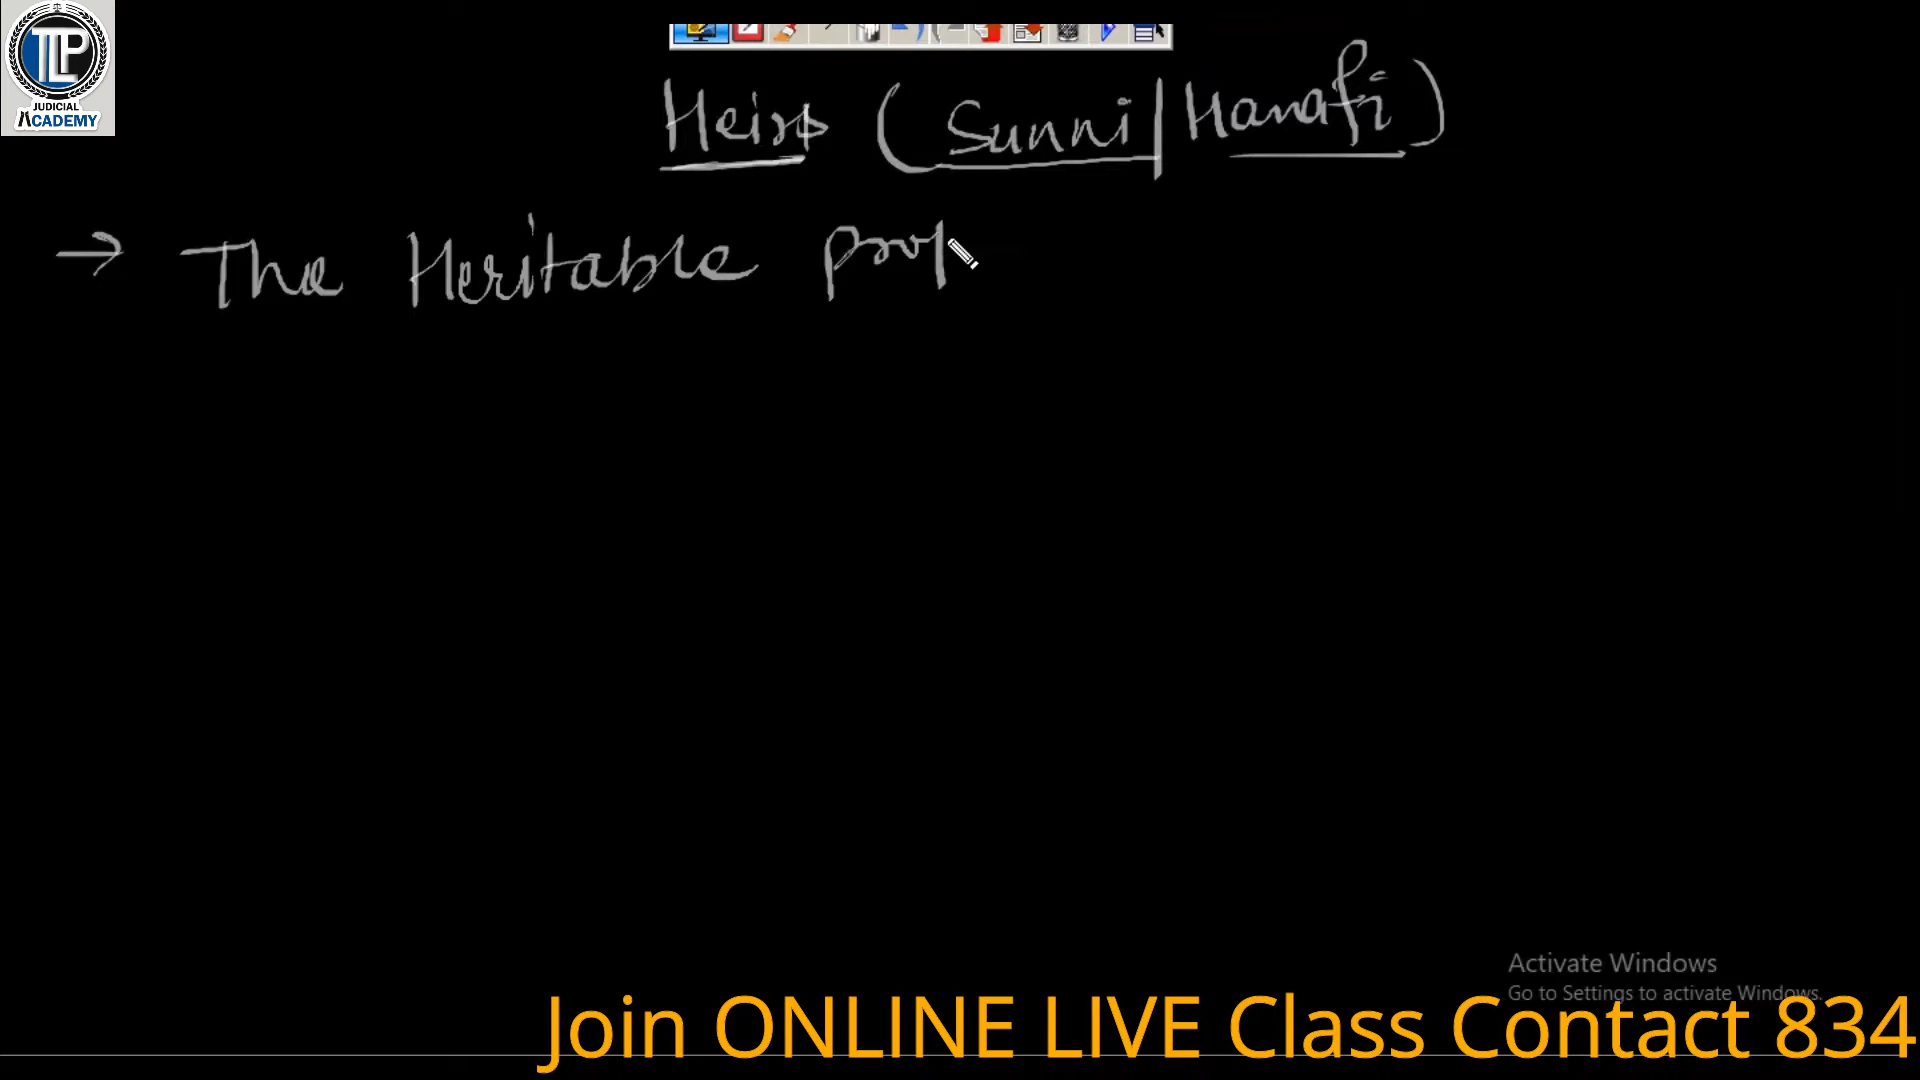 TLP
JUDICIAL
ACADEMY
Heirs (Sunni | Hanafi)
→ The Heritable prop
Activate Windows
Go to Settings to activate Windows.
Join ONLINE LIVE Class Contact 834